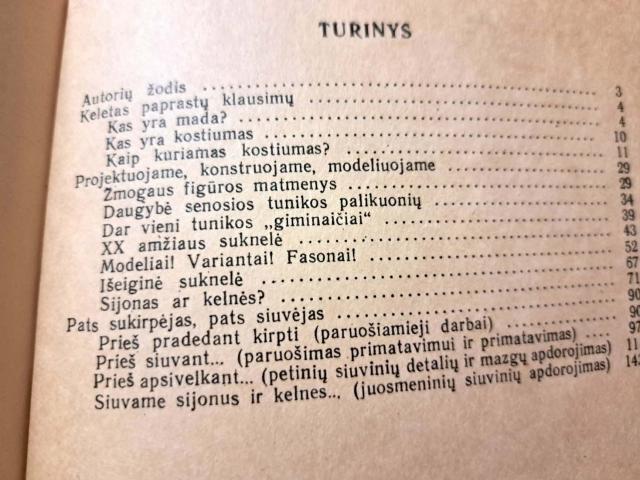 TURINYS
Autorių žodis ........ 3
Keletas paprastų klausimų ........ 4
Kas yra mada? ........ 4
Kas yra kostiumas ........ 10
Kaip kuriamas kostiumas? ........ 11
Projektuojame, konstruojame, modeliuojame ........ 29
Žmogaus figūros matmenys ........ 29
Daugybė senosios tunikos palikuonių ........ 34
Dar vieni tunikos „giminaičiai“ ........ 39
XX amžiaus suknelė ........ 43
Modeliai! Variantai! Fasonai! ........ 52
Išeiginė suknelė ........ 67
Sijonas ar kelnės? ........ 71
Pats sukirpėjas, pats siuvėjas ........ 90
Prieš pradedant kirpti (paruošiamieji darbai) ........ 90
Prieš siuvant... (paruošimas primatavimui ir primatavimas) .... 97
Prieš apsivelkant... (petinių siuvinių detalių ir mazgų apdorojimas) 11
Siuvame sijonus ir kelnes... (juosmeninių siuvinių apdorojimas) 14